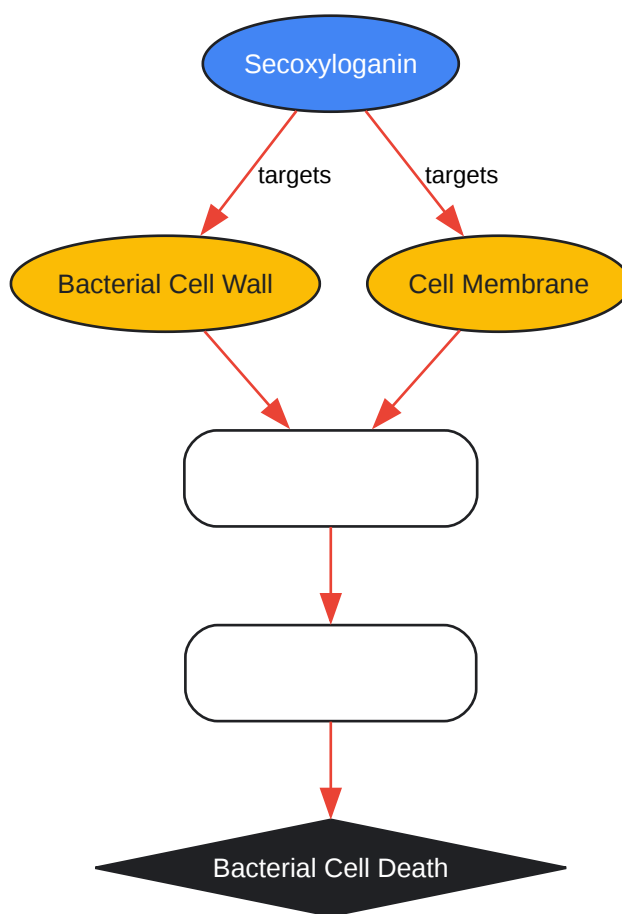 Secoxyloganin
targets
targets
Bacterial Cell Wall
Cell Membrane
Bacterial Cell Death